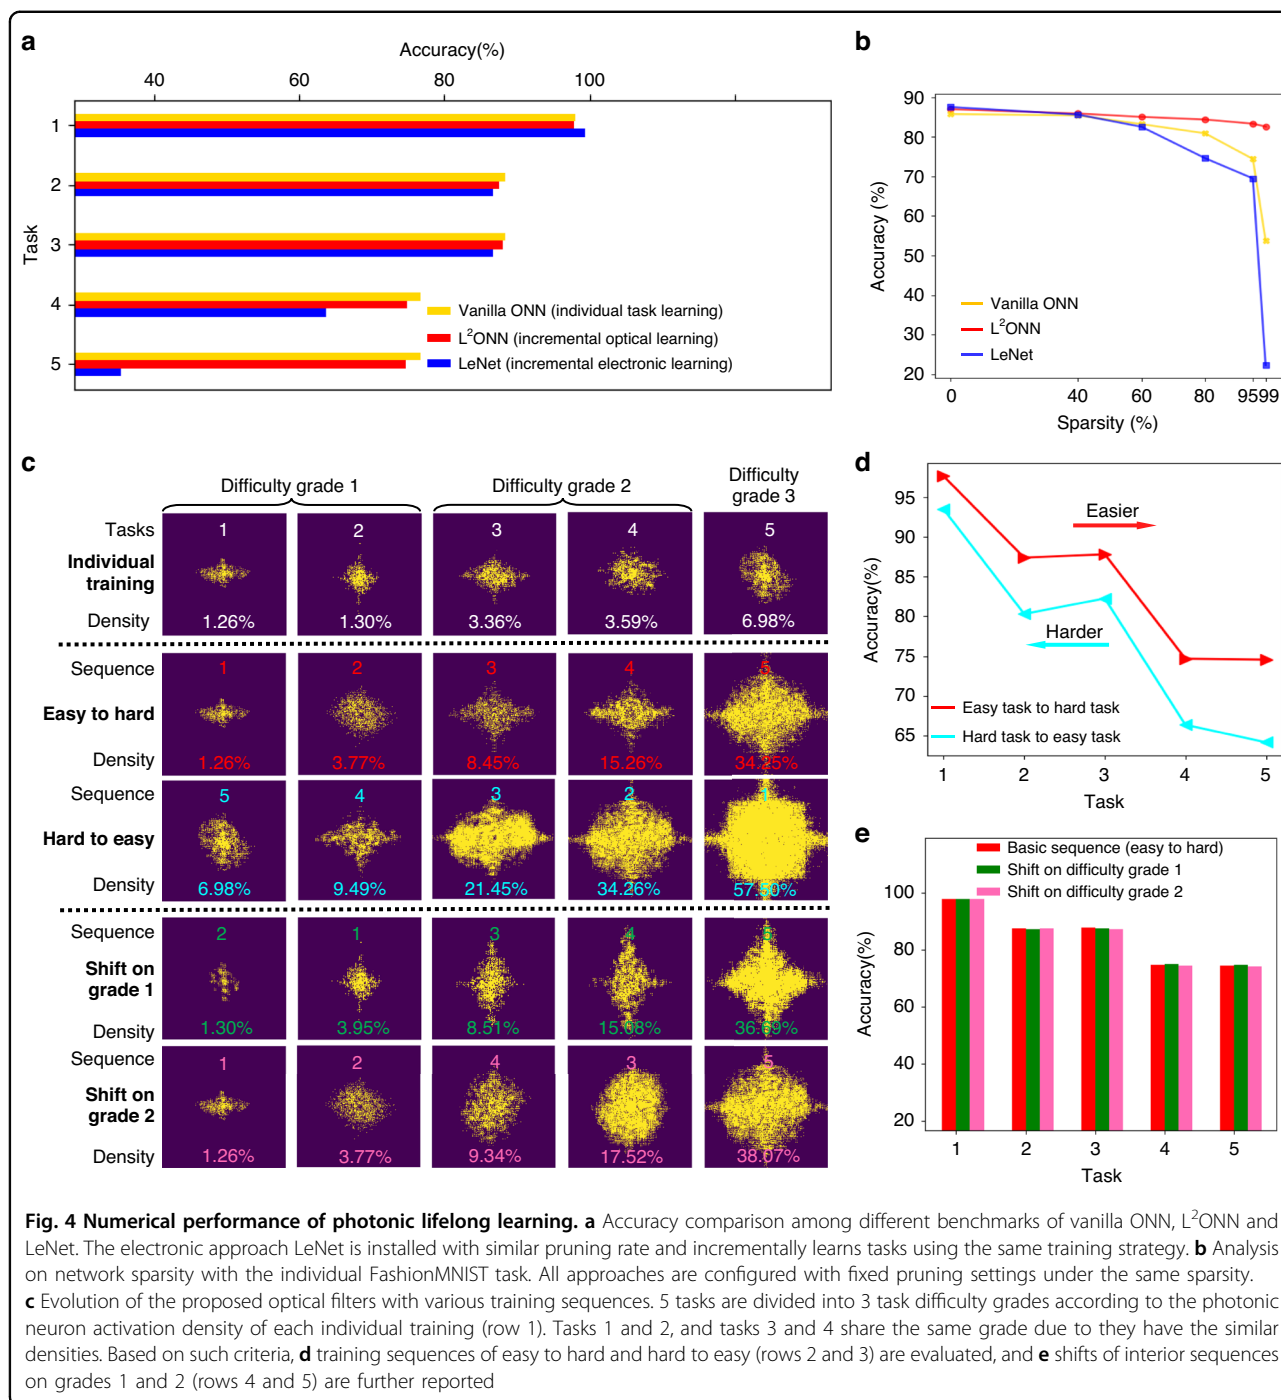 a
Accuracy(%)
40 60 80 100
Task
1
2
3
4
5
Vanilla ONN (individual task learning)
L²ONN (incremental optical learning)
LeNet (incremental electronic learning)
b
Accuracy (%)
90
80
70
60
50
40
30
20
Vanilla ONN
L²ONN
LeNet
0 40 60 80 9599
Sparsity (%)
c
Difficulty grade 1 Difficulty grade 2 Difficulty
grade 3
Tasks 1 2 3 4 5
Individual
training
Density 1.26% 1.30% 3.36% 3.59% 6.98%
Sequence 1 2 3 4 5
Easy to hard
Density 1.26% 3.77% 8.45% 15.26% 34.25%
Sequence 5 4 3 2 1
Hard to easy
Density 6.98% 9.49% 21.45% 34.26% 57.50%
Sequence 2 1 3 4 5
Shift on
grade 1
Density 1.30% 3.95% 8.51% 15.08% 36.69%
Sequence 1 2 4 3 5
Shift on
grade 2
Density 1.26% 3.77% 9.34% 17.52% 38.07%
d
Accuracy(%)
95
90
85
80
75
70
65
Easier
Harder
Easy task to hard task
Hard task to easy task
1 2 3 4 5
Task
e
Basic sequence (easy to hard)
Shift on difficulty grade 1
Shift on difficulty grade 2
Accuracy(%)
100
80
60
40
20
1 2 3 4 5
Task
Fig. 4 Numerical performance of photonic lifelong learning. a Accuracy comparison among different benchmarks of vanilla ONN, L²ONN and
LeNet. The electronic approach LeNet is installed with similar pruning rate and incrementally learns tasks using the same training strategy. b Analysis
on network sparsity with the individual FashionMNIST task. All approaches are configured with fixed pruning settings under the same sparsity.
c Evolution of the proposed optical filters with various training sequences. 5 tasks are divided into 3 task difficulty grades according to the photonic
neuron activation density of each individual training (row 1). Tasks 1 and 2, and tasks 3 and 4 share the same grade due to they have the similar
densities. Based on such criteria, d training sequences of easy to hard and hard to easy (rows 2 and 3) are evaluated, and e shifts of interior sequences
on grades 1 and 2 (rows 4 and 5) are further reported